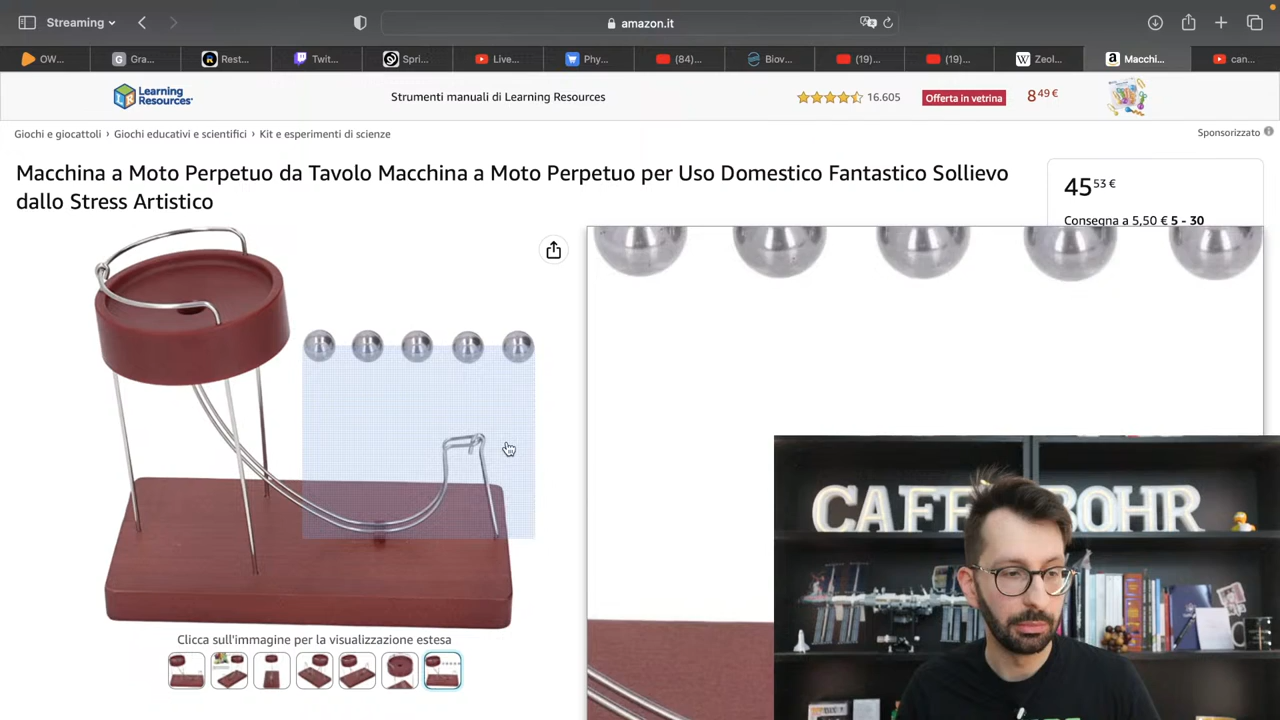 Streaming
amazon.it
OW...
Gra...
Rest...
Twit...
Spri...
Live...
Phy...
(84)...
Biov...
(19)...
(19)...
Zeol...
Macchi...
can...
Learning
Resources
Strumenti manuali di Learning Resources
16.605
Offerta in vetrina
8 49 €
Giochi e giocattoli › Giochi educativi e scientifici › Kit e esperimenti di scienze
Sponsorizzato
Macchina a Moto Perpetuo da Tavolo Macchina a Moto Perpetuo per Uso Domestico Fantastico Sollievo
dallo Stress Artistico
45 53 €
Consegna a 5,50 € 5 - 30
CAFF BOHR
Clicca sull'immagine per la visualizzazione estesa